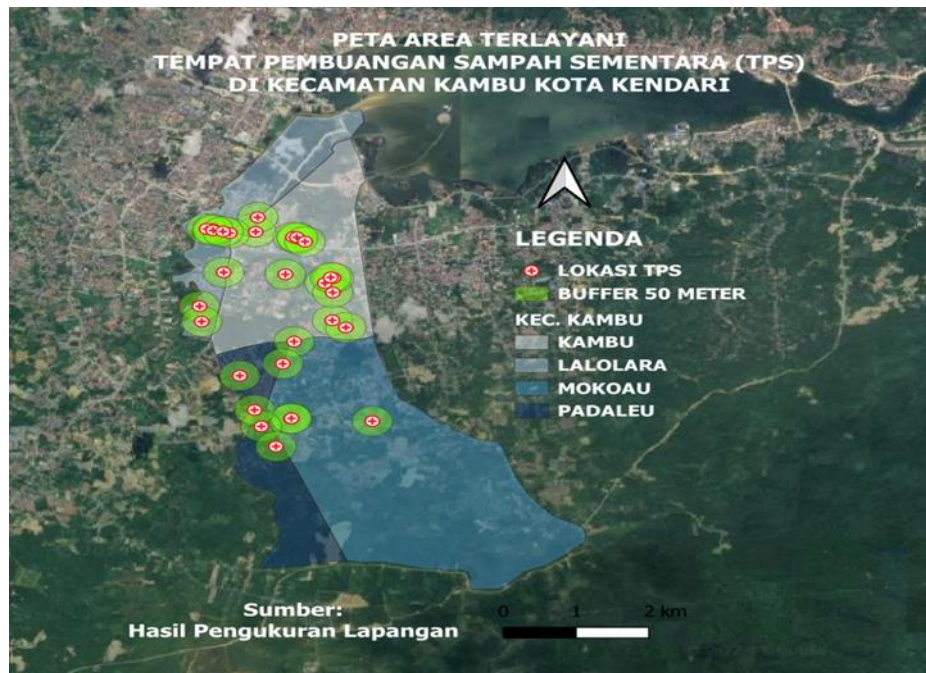 PETA AREA TERLAYANI
TEMPAT PEMBUANGAN SAMPAH SEMENTARA (TPS)
DI KECAMATAN KAMBU KOTA KENDARI
LEGENDA
LOKASI TPS
BUFFER 50 METER
KEC. KAMBU
KAMBU
LALOLARA
MOKOAU
PADALEU
Sumber:
Hasil Pengukuran Lapangan
0 1 2 km